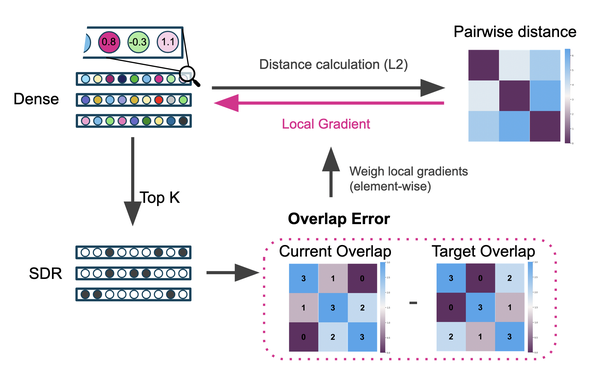 0.8 -0.3 1.1
Pairwise distance
Dense
Distance calculation (L2)
Local Gradient
Top K
Weigh local gradients
(element-wise)
Overlap Error
SDR
Current Overlap
Target Overlap
3 1 0
1 3 2
0 2 3
-
3 0 2
0 3 1
2 1 3